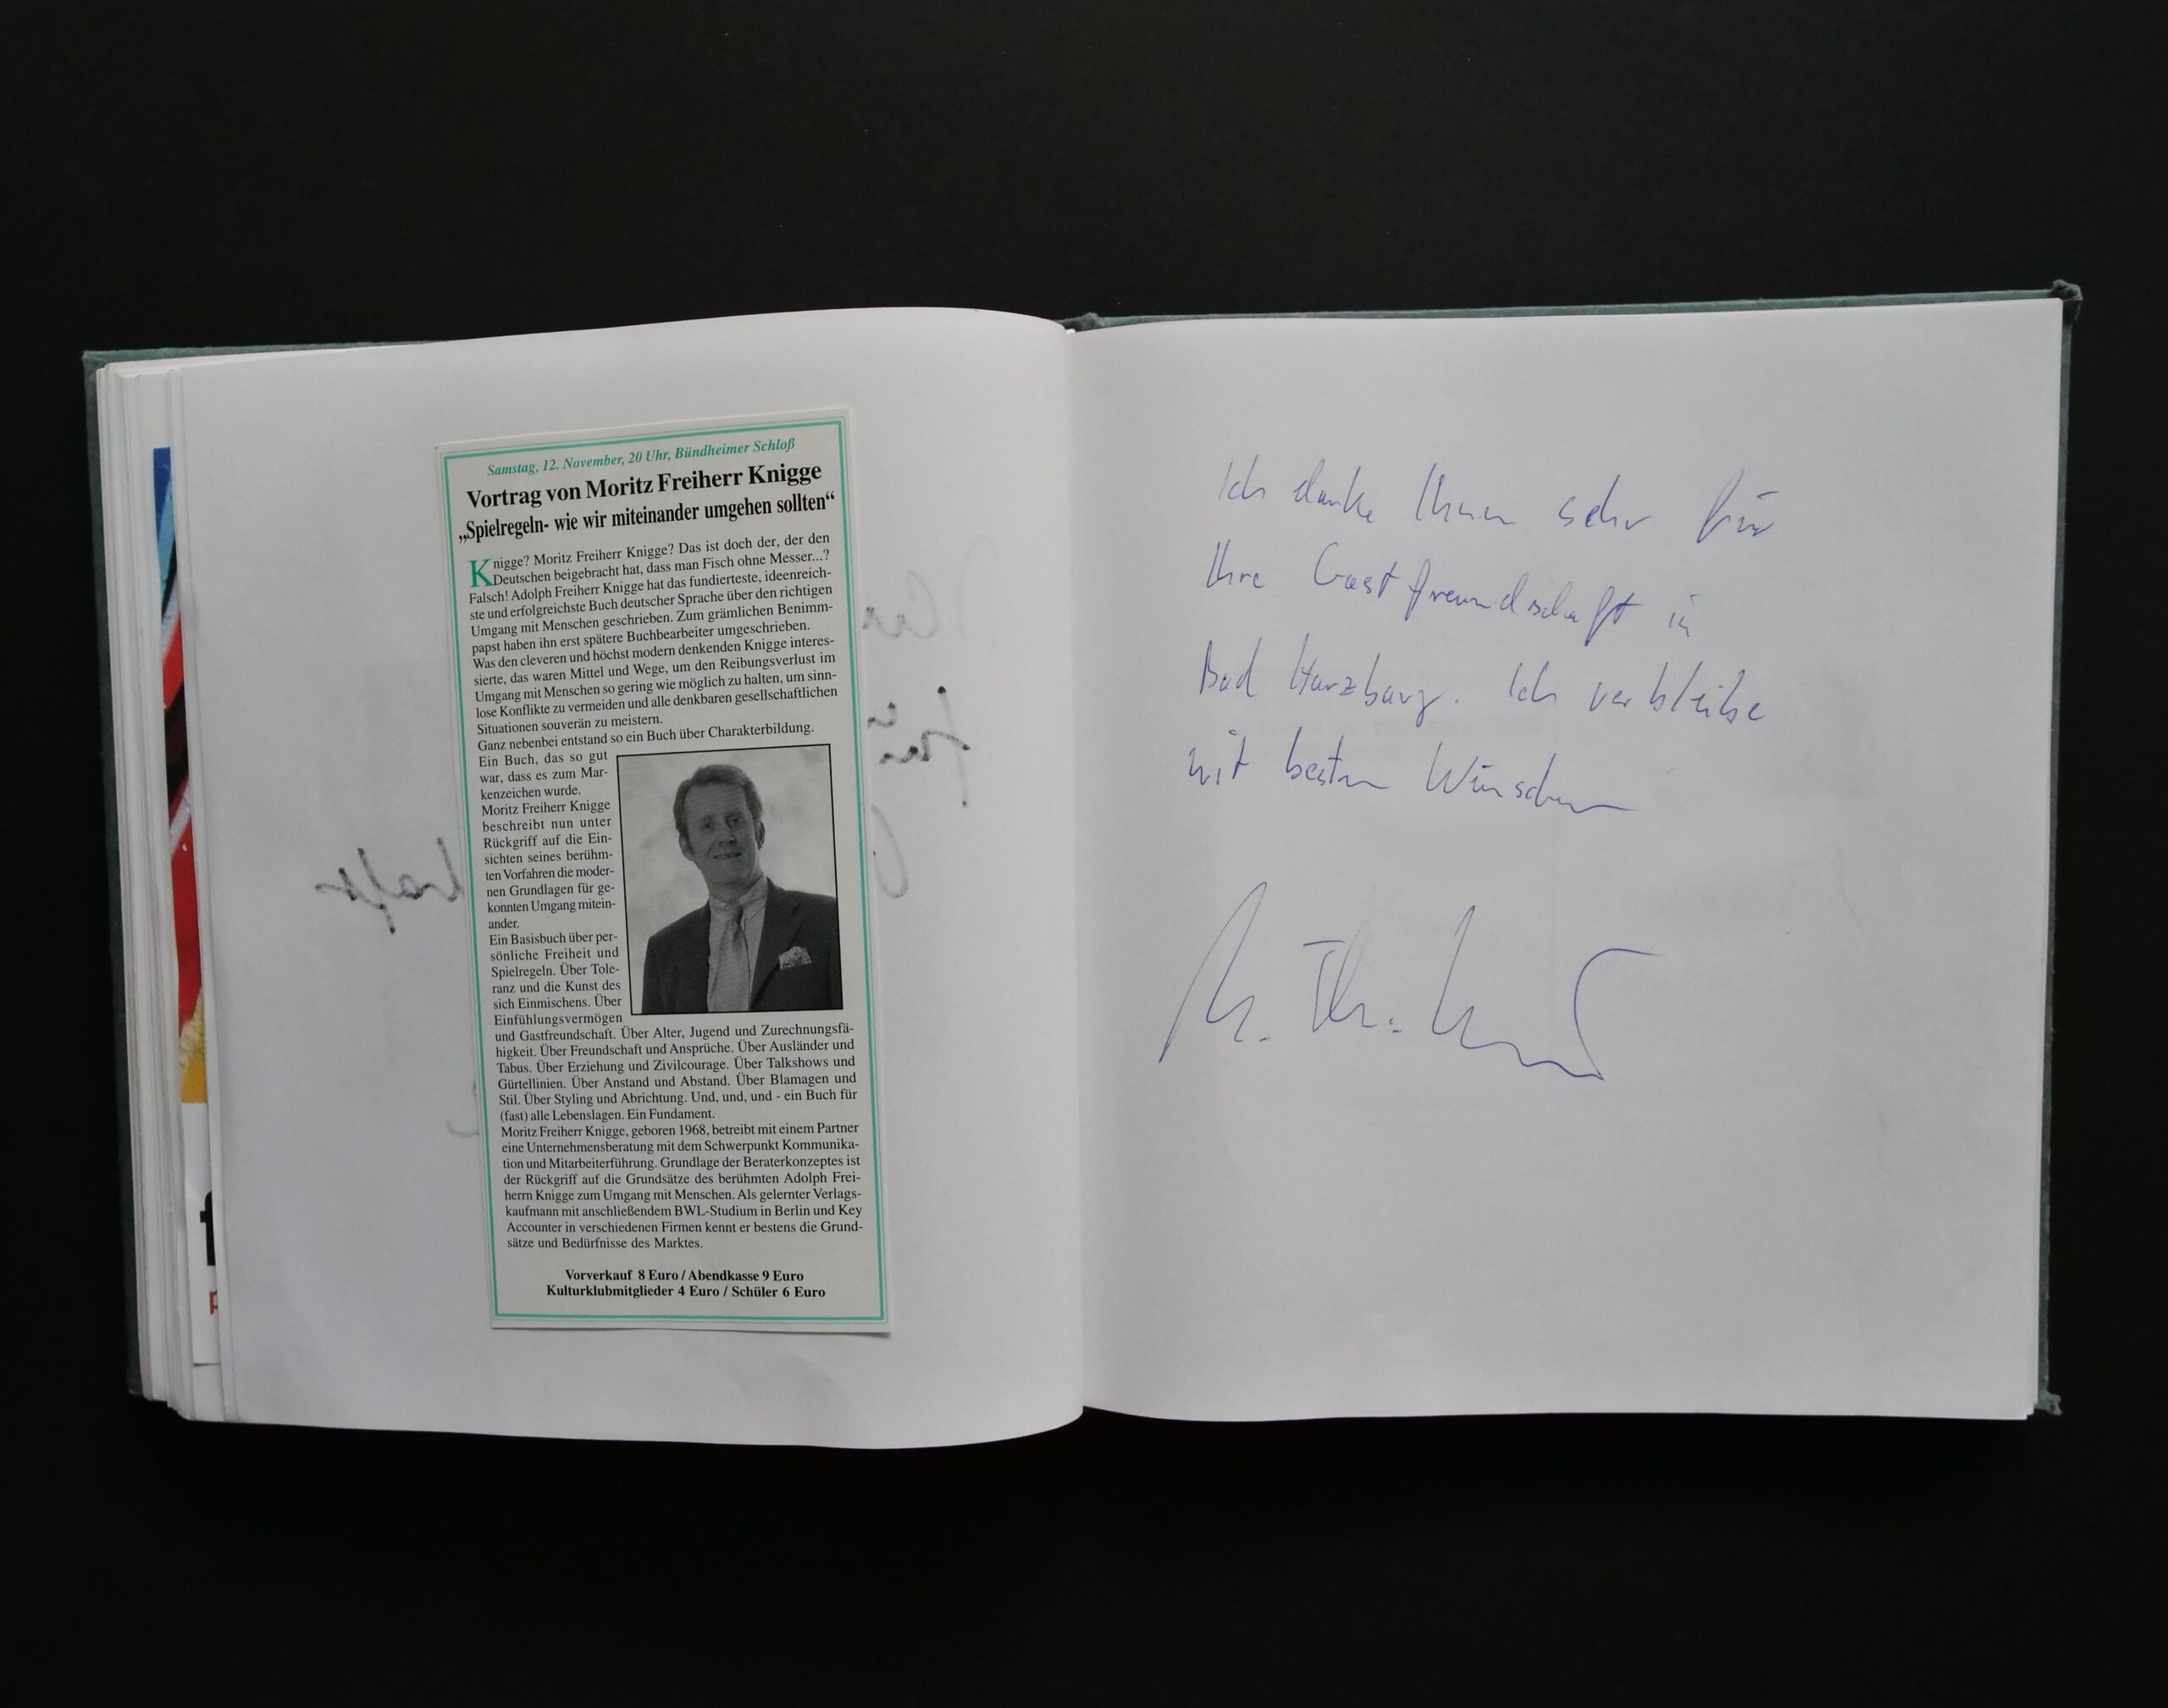 Samstag, 12. November, 20 Uhr, Bündheimer Schloß
Vortrag von Moritz Freiherr Knigge
„Spielregeln- wie wir miteinander umgehen sollten“
Knigge? Moritz Freiherr Knigge? Das ist doch der, der den
Deutschen beigebracht hat, dass man Fisch ohne Messer...?
Falsch! Adolph Freiherr Knigge hat das fundierteste, ideenreich-
ste und erfolgreichste Buch deutscher Sprache über den richtigen
Umgang mit Menschen geschrieben. Zum grämlichen Benimm-
papst haben ihn erst spätere Buchbearbeiter umgeschrieben.
Was den cleveren und höchst modern denkenden Knigge interes-
sierte, das waren Mittel und Wege, um den Reibungsverlust im
Umgang mit Menschen so gering wie möglich zu halten, um sinn-
lose Konflikte zu vermeiden und alle denkbaren gesellschaftlichen
Situationen souverän zu meistern.
Ganz nebenbei entstand so ein Buch über Charakterbildung.
Ein Buch, das so gut
war, dass es zum Mar-
kenzeichen wurde.
Moritz Freiherr Knigge
beschreibt nun unter
Rückgriff auf die Ein-
sichten seines berühm-
ten Vorfahren die moder-
nen Grundlagen für ge-
konnten Umgang mitein-
ander.
Ein Basisbuch über per-
sönliche Freiheit und
Spielregeln. Über Tole-
ranz und die Kunst des
sich Einmischens. Über
Einfühlungsvermögen
und Gastfreundschaft. Über Alter, Jugend und Zurechnungsfä-
higkeit. Über Freundschaft und Ansprüche. Über Ausländer und
Tabus. Über Erziehung und Zivilcourage. Über Talkshows und
Gürtellinien. Über Anstand und Abstand. Über Blamagen und
Stil. Über Styling und Abrichtung. Und, und, und - ein Buch für
(fast) alle Lebenslagen. Ein Fundament.
Moritz Freiherr Knigge, geboren 1968, betreibt mit einem Partner
eine Unternehmensberatung mit dem Schwerpunkt Kommunika-
tion und Mitarbeiterführung. Grundlage der Beraterkonzeptes ist
der Rückgriff auf die Grundsätze des berühmten Adolph Frei-
herrn Knigge zum Umgang mit Menschen. Als gelernter Verlags-
kaufmann mit anschließendem BWL-Studium in Berlin und Key
Accounter in verschiedenen Firmen kennt er bestens die Grund-
sätze und Bedürfnisse des Marktes.
Vorverkauf 8 Euro / Abendkasse 9 Euro
Kulturklubmitglieder 4 Euro / Schüler 6 Euro
Ich danke Ihnen sehr für
Ihre Gastfreundschaft in
Bad Harzburg. Ich verbleibe
mit besten Wünschen